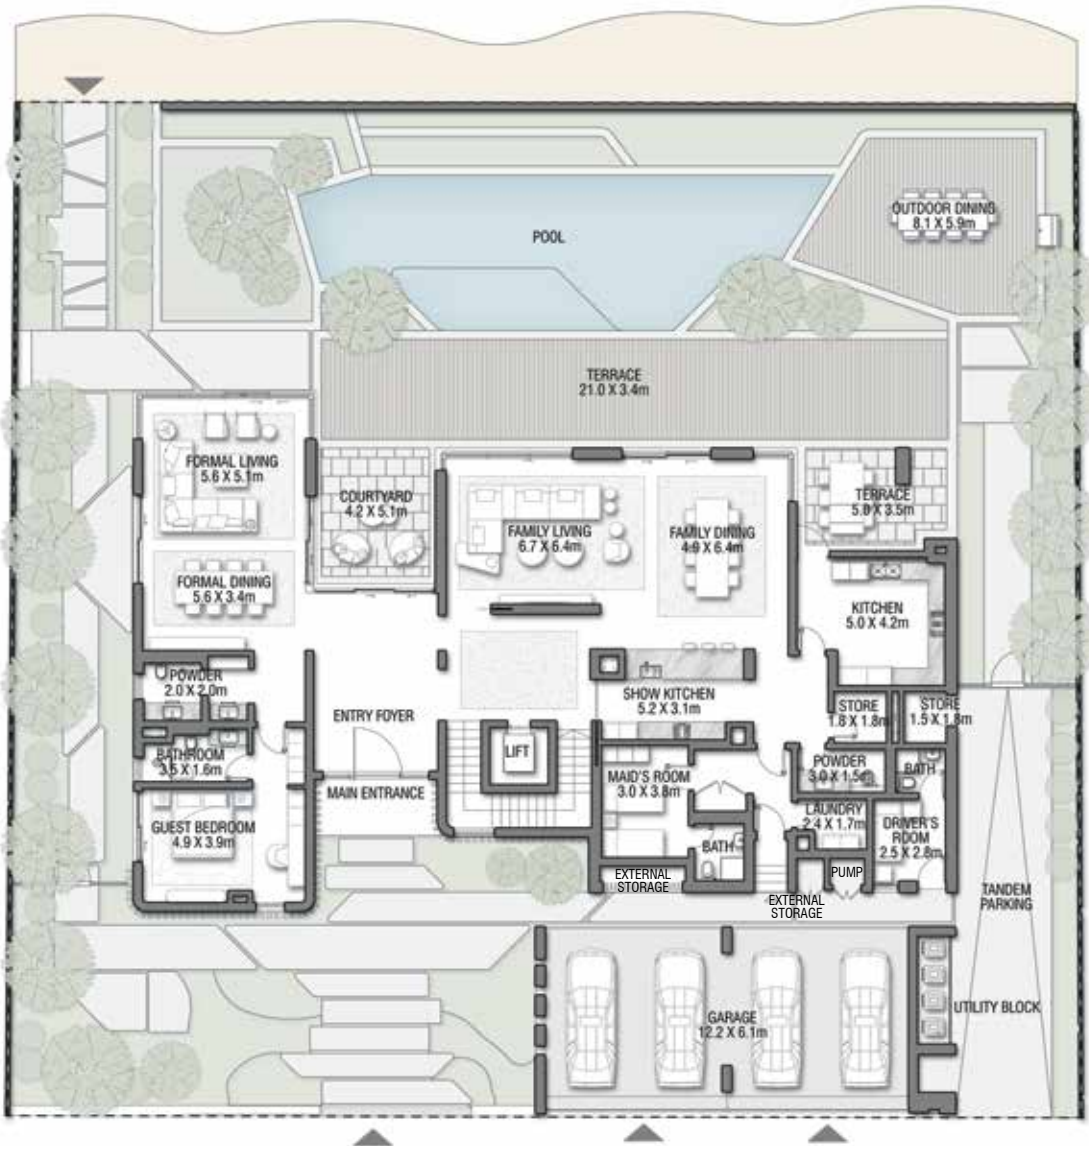 OUTDOOR DINING
8.1 X 5.9m
POOL
TERRACE
21.0 X 3.4m
FORMAL LIVING
5.6 X 5.1m
COURTYARD
4.2 X 5.1m
FAMILY LIVING
6.7 X 6.4m
FAMILY DINING
4.9 X 6.4m
TERRACE
5.0 X 3.5m
FORMAL DINING
5.6 X 3.4m
KITCHEN
5.0 X 4.2m
POWDER
2.0 X 2.0m
SHOW KITCHEN
5.2 X 3.1m
STORE
1.8 X 1.8m
STORE
1.5 X 1.8m
ENTRY FOYER
LIFT
BATHROOM
3.5 X 1.6m
MAIN ENTRANCE
MAID'S ROOM
3.0 X 3.8m
POWDER
3.0 X 1.5m
BATH
GUEST BEDROOM
4.9 X 3.9m
LAUNDRY
2.4 X 1.7m
DRIVER'S
ROOM
2.5 X 2.8m
BATH
EXTERNAL
STORAGE
PUMP
EXTERNAL
STORAGE
TANDEM
PARKING
GARAGE
12.2 X 6.1m
UTILITY BLOCK